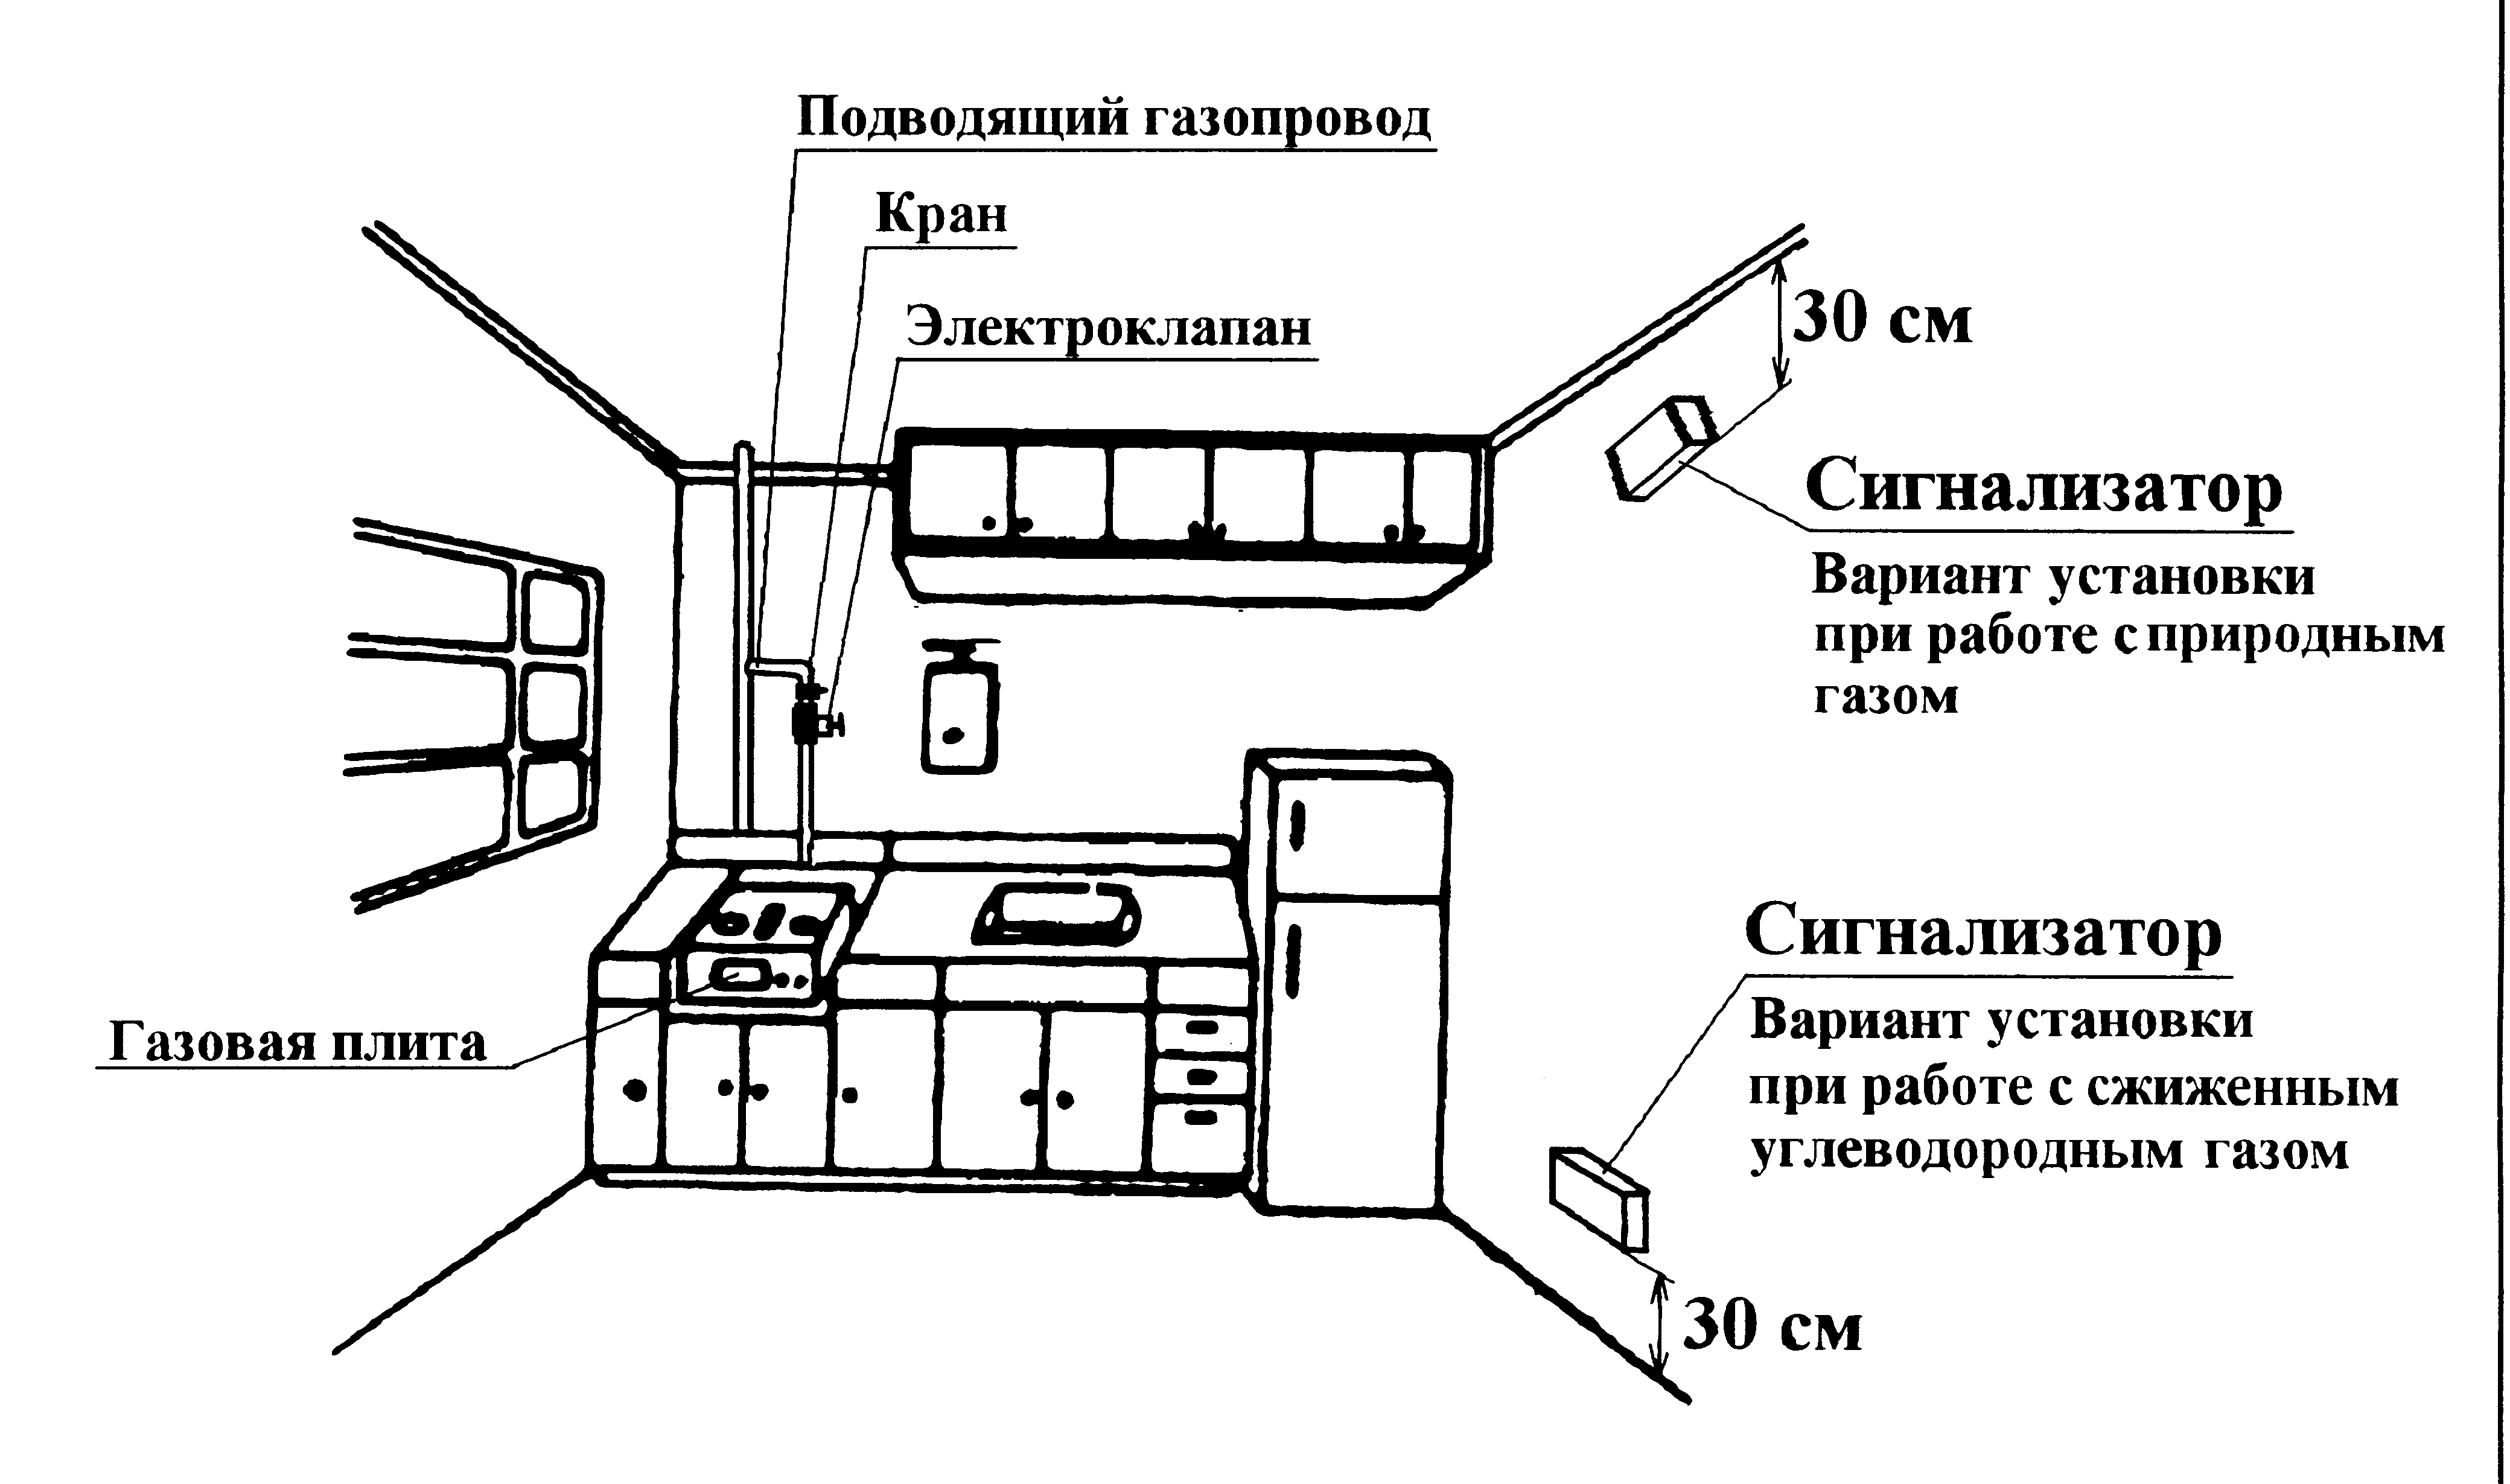 Подводящий газопровод
Кран
Электроклапан
30 см
Сигнализатор
Вариант установки
при работе с природным
газом
Сигнализатор
Вариант установки
при работе с сжиженным
углеводородным газом
Газовая плита
30 см